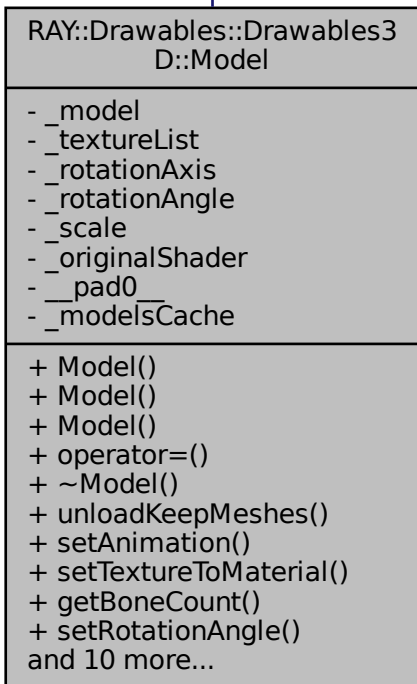 RAY::Drawables::Drawables3
D::Model
- _model
- _textureList
- _rotationAxis
- _rotationAngle
- _scale
- _originalShader
- __pad0__
- _modelsCache
+ Model()
+ Model()
+ Model()
+ operator=()
+ ~Model()
+ unloadKeepMeshes()
+ setAnimation()
+ setTextureToMaterial()
+ getBoneCount()
+ setRotationAngle()
and 10 more...